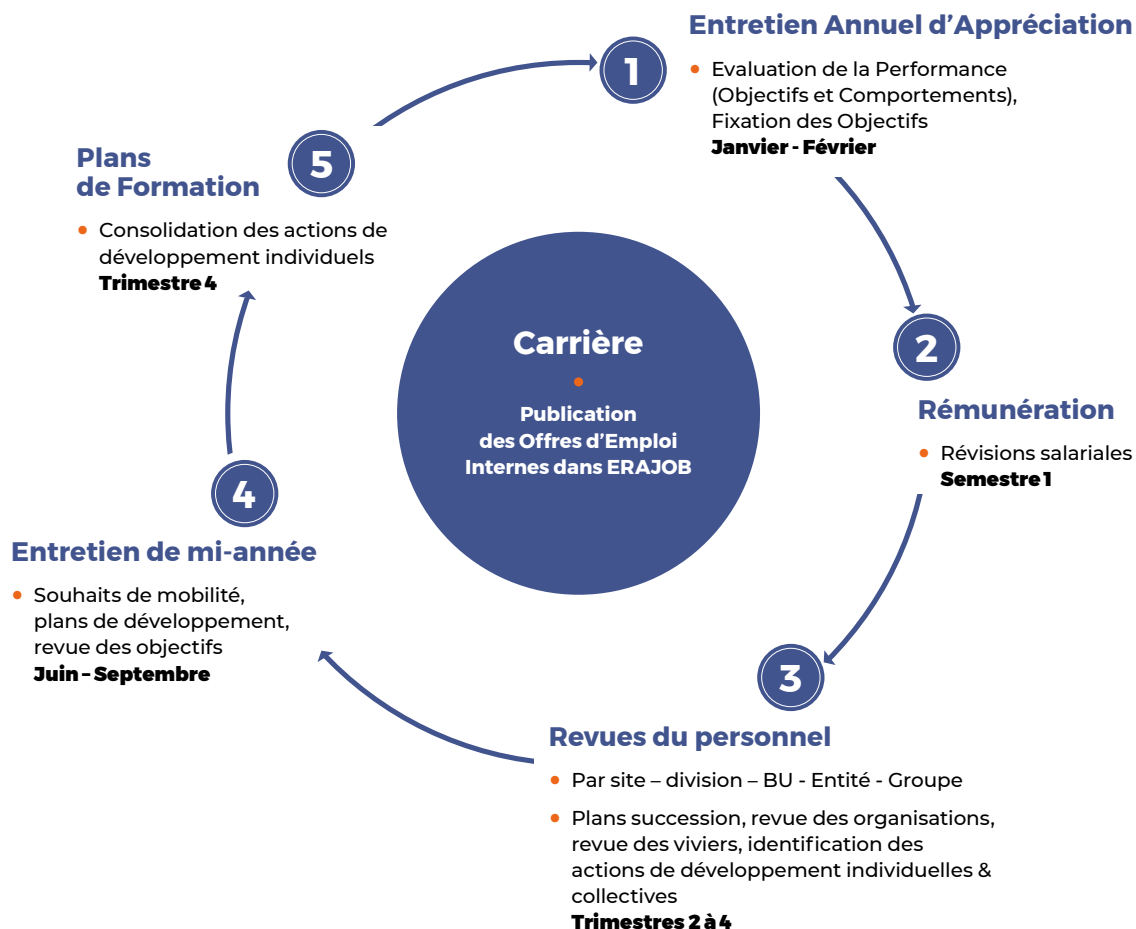 Entretien Annuel d’Appréciation
1
• Evaluation de la Performance
(Objectifs et Comportements),
Fixation des Objectifs
Janvier - Février
2
Rémunération
• Révisions salariales
Semestre 1
3
Revues du personnel
• Par site – division – BU - Entité - Groupe
• Plans succession, revue des organisations,
revue des viviers, identification des
actions de développement individuelles &
collectives
Trimestres 2 à 4
4
Entretien de mi-année
• Souhaits de mobilité,
plans de développement,
revue des objectifs
Juin – Septembre
5
Plans
de Formation
• Consolidation des actions de
développement individuels
Trimestre 4
Carrière
•
Publication
des Offres d’Emploi
Internes dans ERAJOB